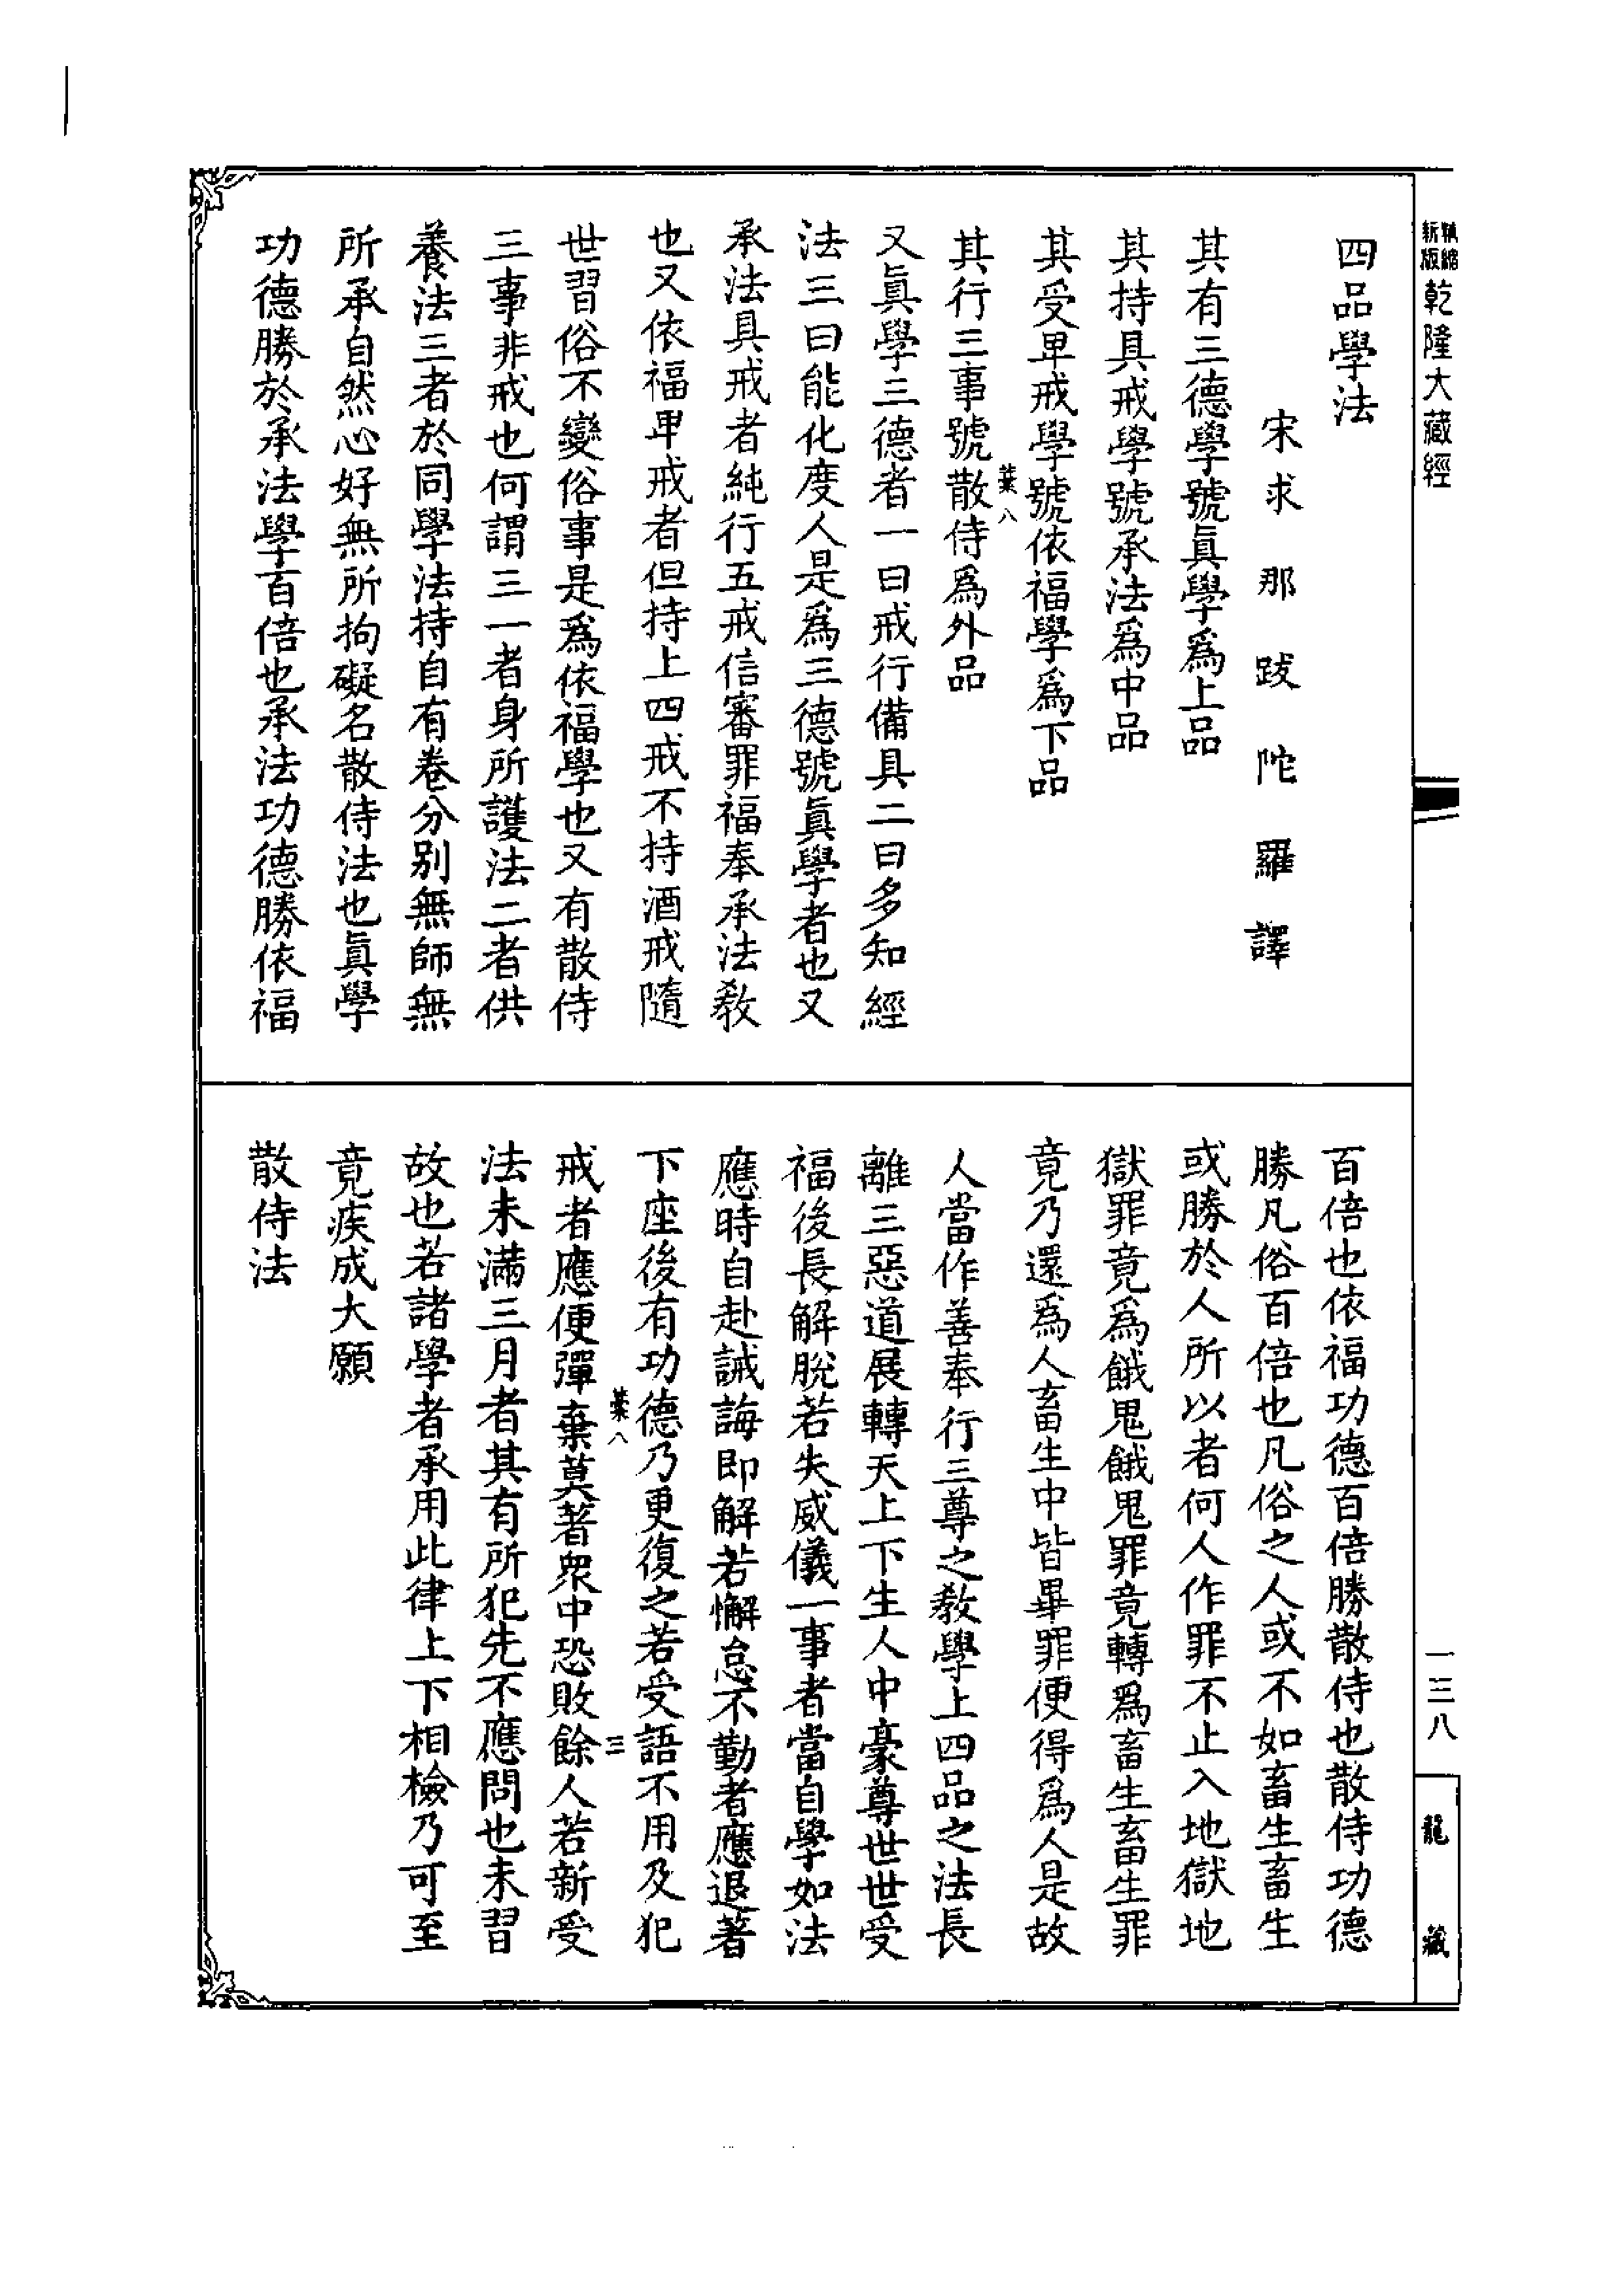 新版
縮
乾隆大藏經
四品學法
宋求那跋陀羅譯
其有三德學號眞學爲上品
其持具戒學號承法爲中品
其受卑戒學號依福學爲下品
葉八
其行三事號散侍爲外品
又眞學三德者一曰戒行備具二曰多知經
法三曰能化度人是爲三德號眞學者也又
承法具戒者純行五戒信審罪福奉承法教
也又依福卑戒者但持上四戒不持酒戒隨
世習俗不變俗事是爲依福學也又有散侍
三事非戒也何謂三一者身所護法二者供
養法三者於同學法持自有卷分别無師無
所承自然心好無所拘礙名散侍法也眞學
功德勝於承法學百倍也承法功德勝依福
百倍也依福功德百倍勝散侍也散侍功德
勝凡俗百倍也凡俗之人或不如畜生畜生
或勝於人所以者何人作罪不止入地獄地
獄罪竟爲餓鬼餓鬼罪竟轉爲畜生畜生罪
竟乃還爲人畜生中皆畢罪便得爲人是故
人當作善奉行三尊之教學上四品之法長
離三惡道展轉天上下生人中豪尊世世受
福後長解脫若失威儀一事者當自學如法
應時自赴誡誨即解若懈怠不勤者應退著
下座後有功德乃更復之若受語不用及犯
葉八
三
戒者應便彈棄莫著衆中恐敗餘人若新受
法未滿三月者其有所犯先不應問也未習
故也若諸學者承用此律上下相檢乃可至
竟疾成大願
散侍法
一三八
龍藏